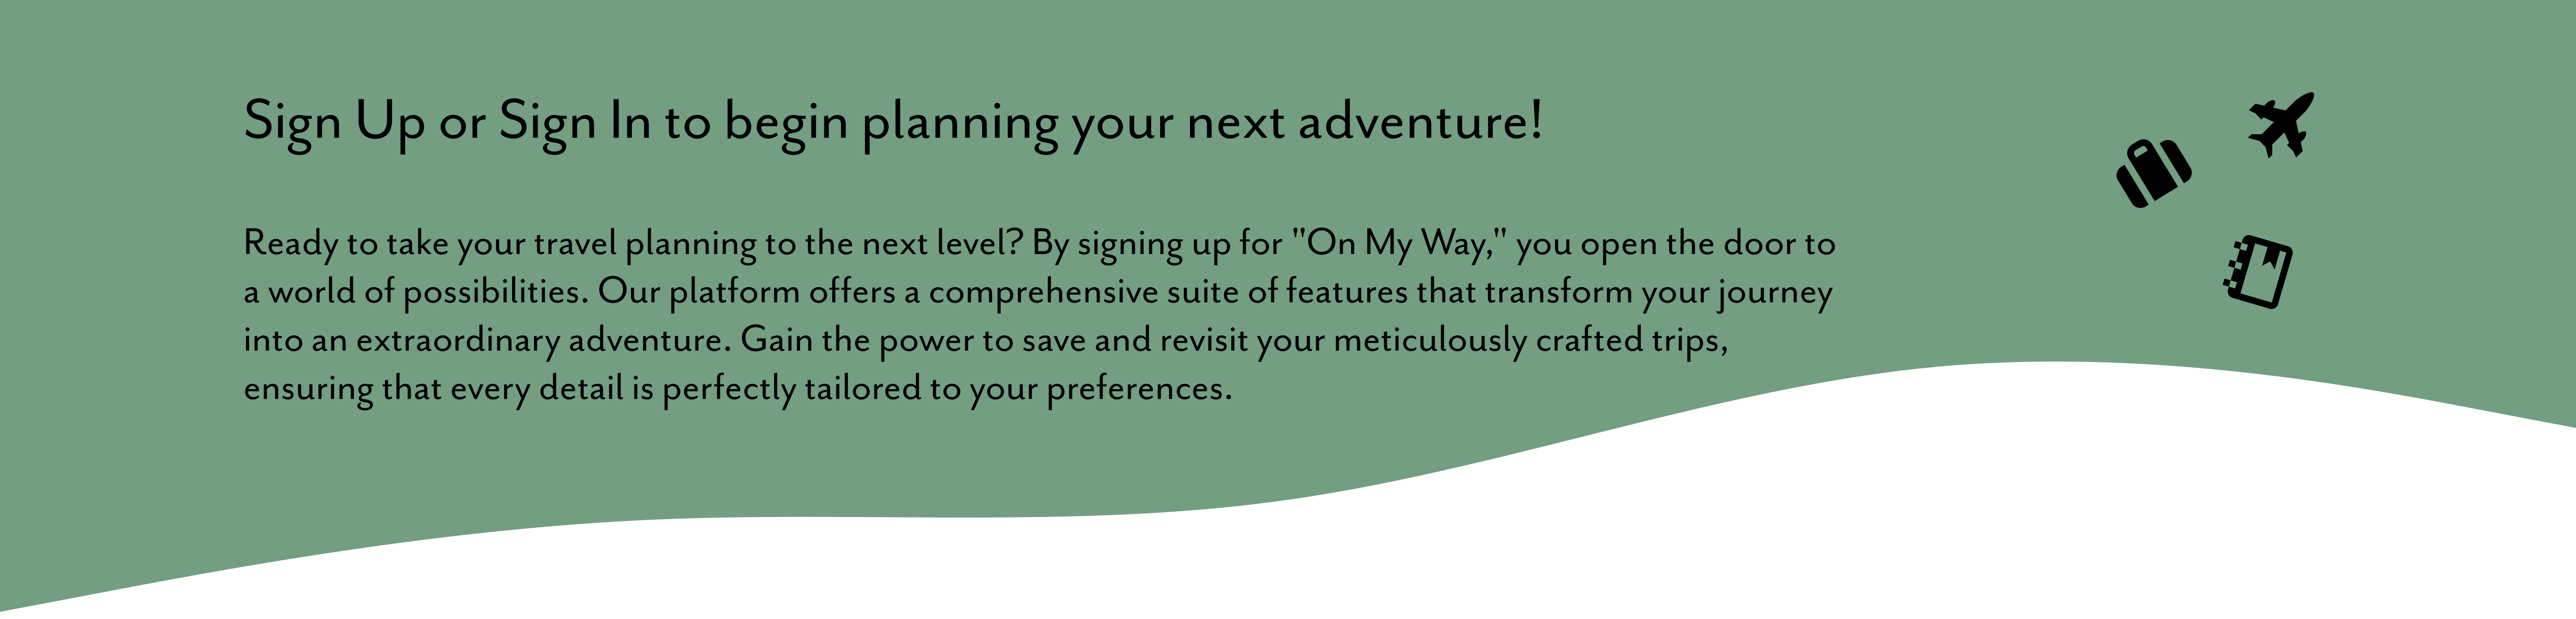 Sign Up or Sign In to begin planning your next adventure!
Ready to take your travel planning to the next level? By signing up for "On My Way," you open the door to
a world of possibilities. Our platform offers a comprehensive suite of features that transform your journey
into an extraordinary adventure. Gain the power to save and revisit your meticulously crafted trips,
ensuring that every detail is perfectly tailored to your preferences.